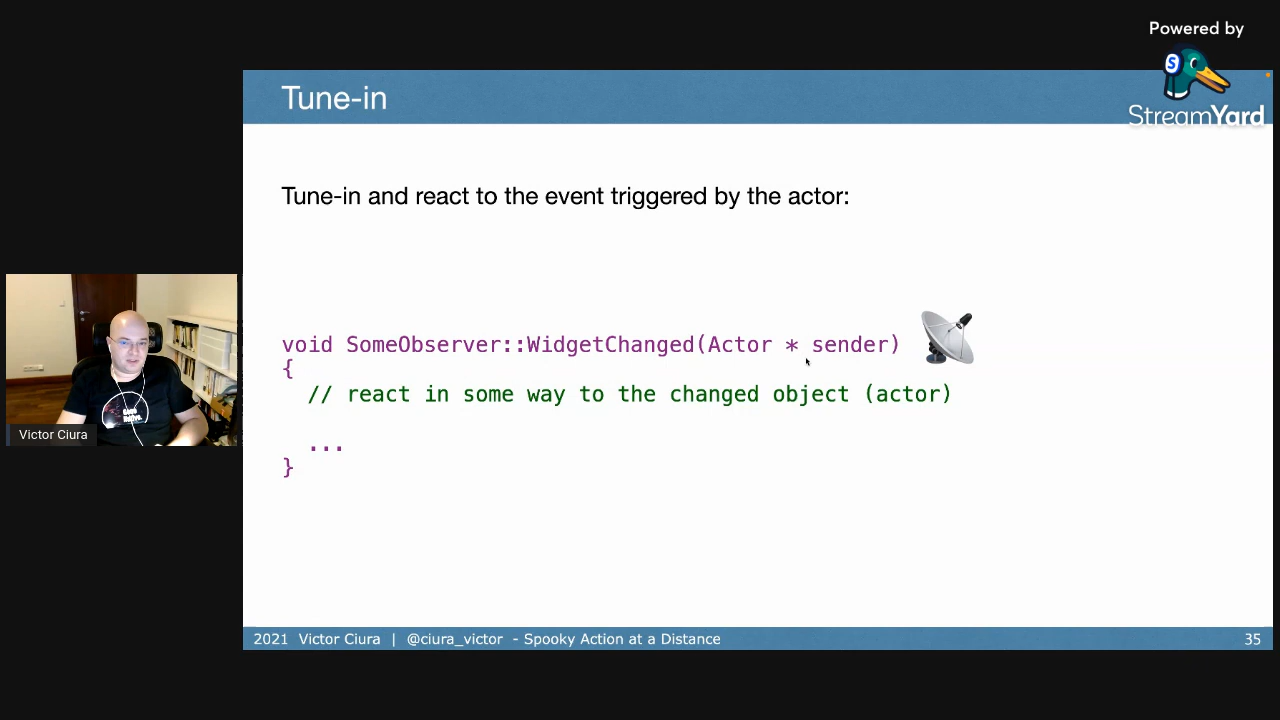 Powered by
StreamYard
Tune-in
Tune-in and react to the event triggered by the actor:
void SomeObserver::WidgetChanged(Actor * sender)
{
// react in some way to the changed object (actor)
...
}
Victor Ciura
2021 Victor Ciura | @ciura_victor - Spooky Action at a Distance
35